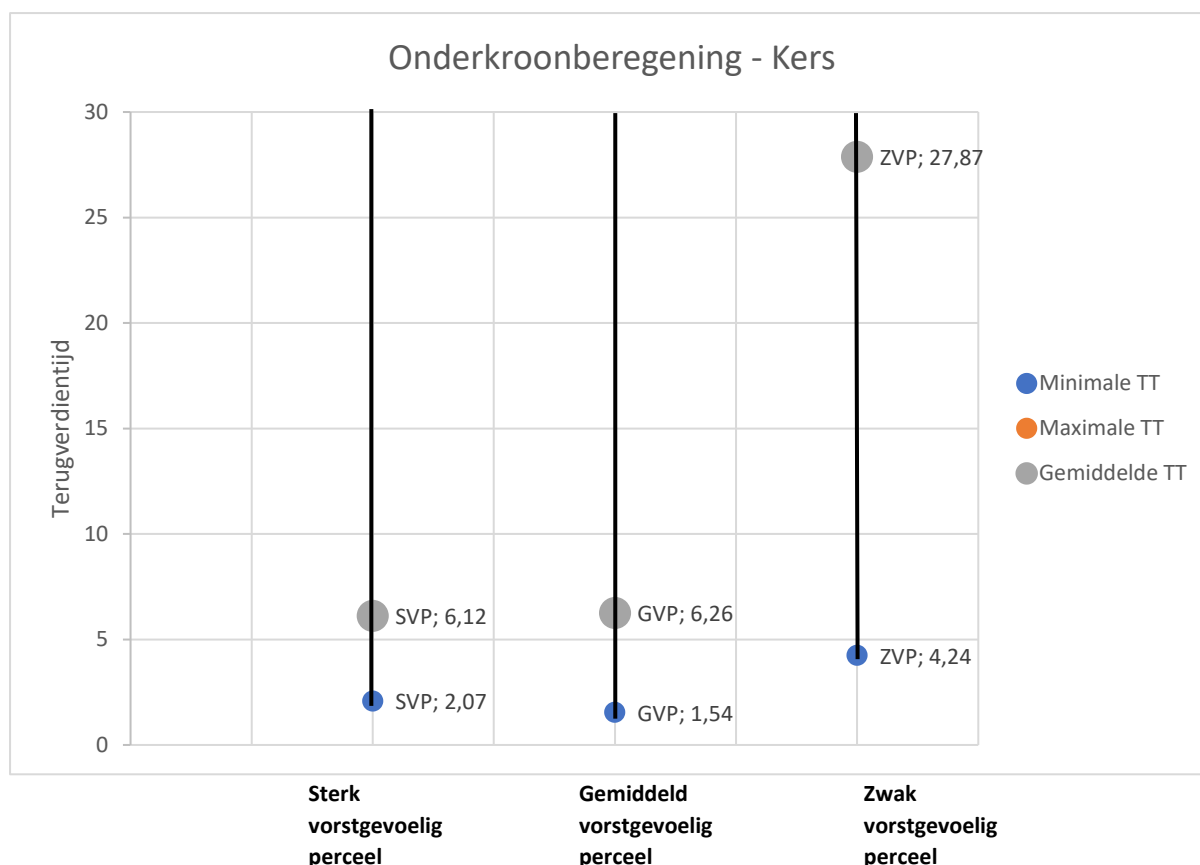 Onderkroonberegening - Kers
Terugverdientijd
30
25
20
15
10
5
0
ZVP; 27,87
SVP; 6,12
GVP; 6,26
ZVP; 4,24
SVP; 2,07
GVP; 1,54
Minimale TT
Maximale TT
Gemiddelde TT
Sterk
vorstgevoelig
perceel
Gemiddeld
vorstgevoelig
perceel
Zwak
vorstgevoelig
perceel